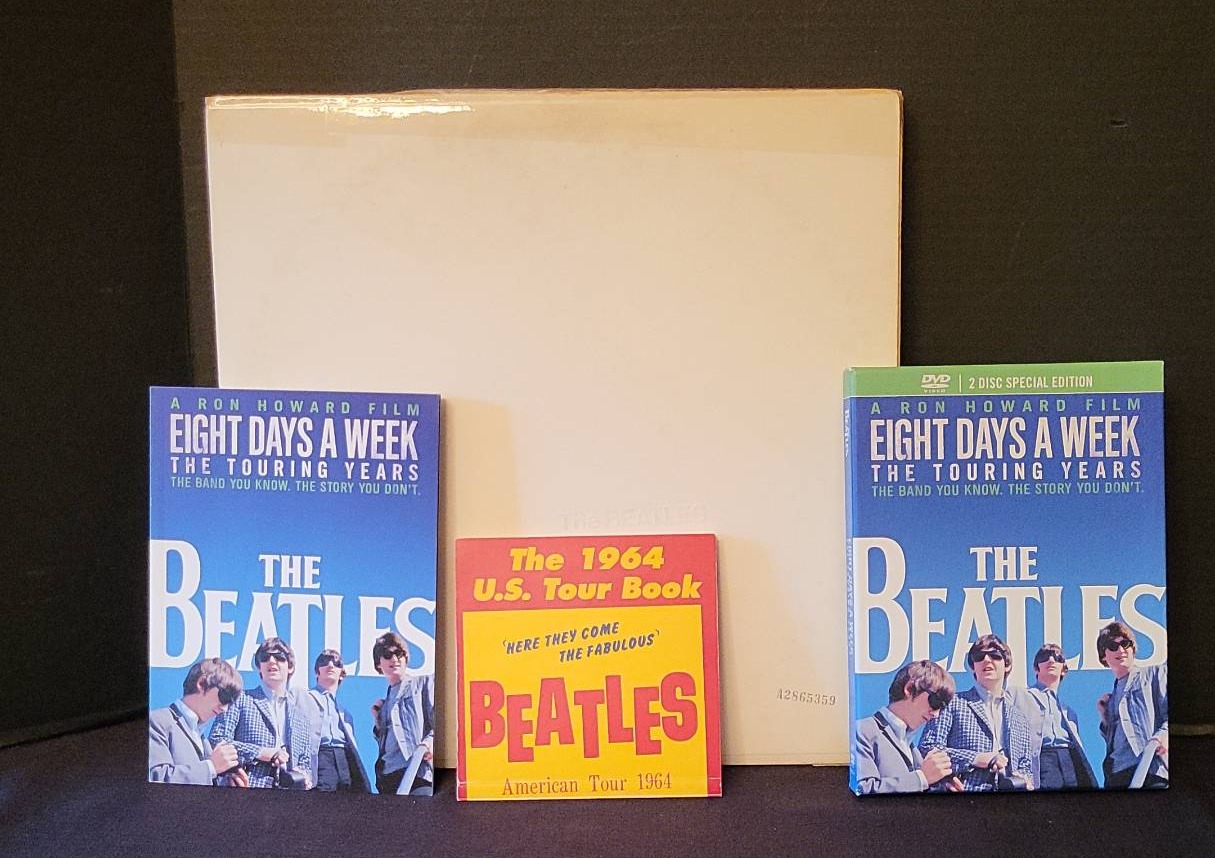 A RON HOWARD FILM
EIGHT DAYS A WEEK
THE TOURING YEARS
THE BAND YOU KNOW. THE STORY YOU DON'T.
THE
BEATLES
The BEATLES
The 1964
U.S. Tour Book
'HERE THEY COME
THE FABULOUS'
BEATLES
American Tour 1964
A2865359
DVD VIDEO | 2 DISC SPECIAL EDITION
A RON HOWARD FILM
EIGHT DAYS A WEEK
THE TOURING YEARS
THE BAND YOU KNOW. THE STORY YOU DON'T.
THE
BEATLES